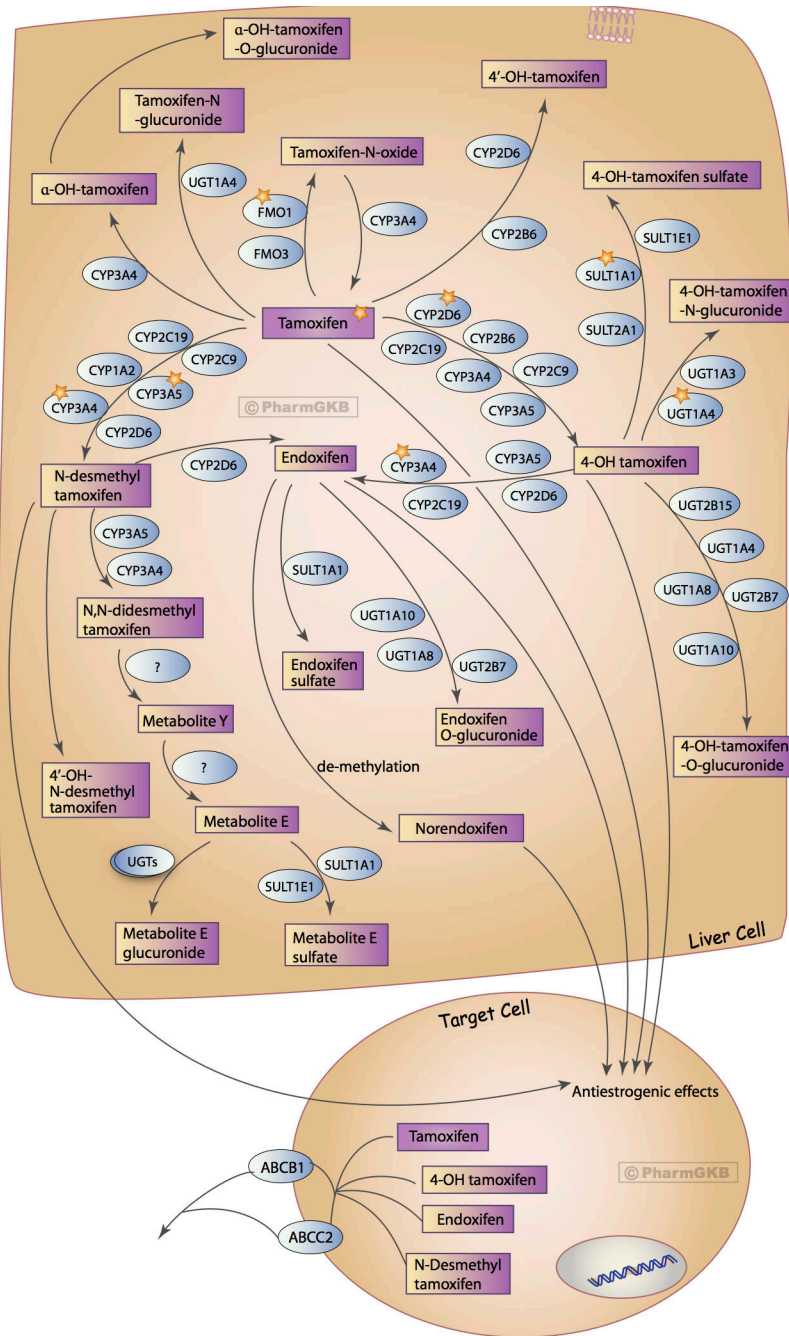 α-OH-tamoxifen
-O-glucuronide
4′-OH-tamoxifen
Tamoxifen-N
-glucuronide
Tamoxifen-N-oxide
CYP2D6
4-OH-tamoxifen sulfate
α-OH-tamoxifen
UGT1A4
FMO1
CYP3A4
CYP2B6
SULT1E1
FMO3
CYP3A4
SULT1A1
4-OH-tamoxifen
-N-glucuronide
Tamoxifen
CYP2D6
SULT2A1
CYP2C19
CYP2B6
CYP1A2
CYP2C9
CYP2C19
CYP2C9
UGT1A3
CYP3A4
CYP3A5
CYP3A4
UGT1A4
© PharmGKB
CYP3A5
CYP2D6
N-desmethyl
tamoxifen
CYP2D6
Endoxifen
CYP3A4
CYP3A5
4-OH tamoxifen
CYP2C19
CYP2D6
UGT2B15
CYP3A5
UGT1A4
CYP3A4
SULT1A1
UGT1A8
UGT2B7
N,N-didesmethyl
tamoxifen
UGT1A10
UGT1A10
?
UGT1A8
UGT2B7
Endoxifen
sulfate
Metabolite Y
Endoxifen
O-glucuronide
4-OH-tamoxifen
-O-glucuronide
?
de-methylation
4′-OH-
N-desmethyl
tamoxifen
Metabolite E
Norendoxifen
UGTs
SULT1A1
SULT1E1
Metabolite E
glucuronide
Metabolite E
sulfate
Liver Cell
Target Cell
Antiestrogenic effects
Tamoxifen
ABCB1
4-OH tamoxifen
© PharmGKB
Endoxifen
ABCC2
N-Desmethyl
tamoxifen